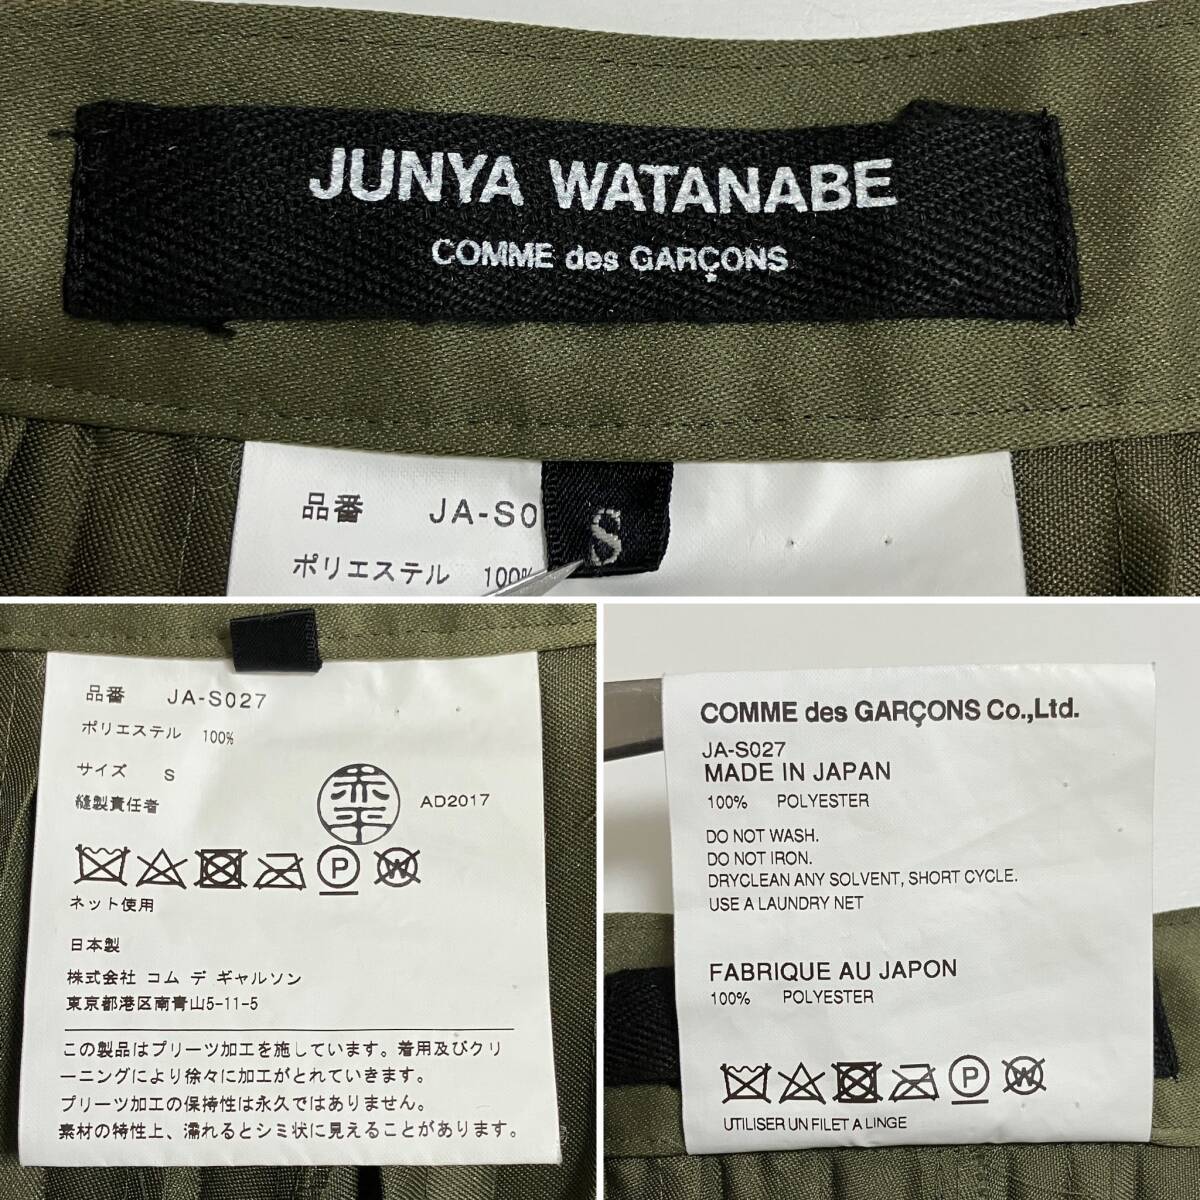 JUNYA WATANABE
COMME des GARÇONS
品番 JA-S0
S
ポリエステル 100%
品番 JA-S027
ポリエステル 100%
サイズ S
縫製責任者 赤平 AD2017
P W
ネット使用
日本製
株式会社 コム デ ギャルソン
東京都港区南青山5-11-5
この製品はプリーツ加工を施しています。着用及びクリ
ーニングにより徐々に加工がとれていきます。
プリーツ加工の保持性は永久ではありません。
素材の特性上、濡れるとシミ状に見えることがあります。
COMME des GARÇONS Co.,Ltd.
JA-S027
MADE IN JAPAN
100% POLYESTER
DO NOT WASH.
DO NOT IRON.
DRYCLEAN ANY SOLVENT, SHORT CYCLE.
USE A LAUNDRY NET
FABRIQUE AU JAPON
100% POLYESTER
P W
UTILISER UN FILET A LINGE